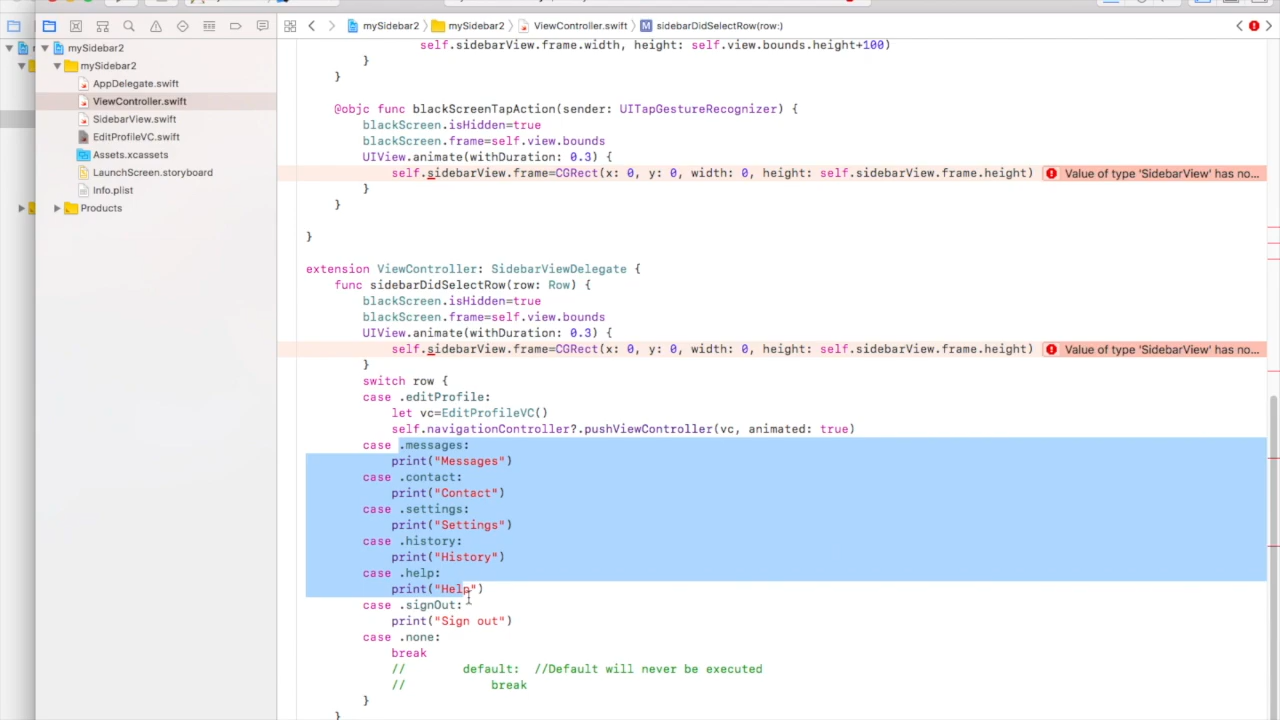 mySidebar2 mySidebar2 ViewController.swift M sidebarDidSelectRow(row:)
mySidebar2
mySidebar2
AppDelegate.swift
ViewController.swift
SidebarView.swift
EditProfileVC.swift
Assets.xcassets
LaunchScreen.storyboard
Info.plist
Products
self.sidebarView.frame.width, height: self.view.bounds.height+100)
}
}
@objc func blackScreenTapAction(sender: UITapGestureRecognizer) {
blackScreen.isHidden=true
blackScreen.frame=self.view.bounds
UIView.animate(withDuration: 0.3) {
self.sidebarView.frame=CGRect(x: 0, y: 0, width: 0, height: self.sidebarView.frame.height) Value of type 'SidebarView' has no...
}
}
}
extension ViewController: SidebarViewDelegate {
func sidebarDidSelectRow(row: Row) {
blackScreen.isHidden=true
blackScreen.frame=self.view.bounds
UIView.animate(withDuration: 0.3) {
self.sidebarView.frame=CGRect(x: 0, y: 0, width: 0, height: self.sidebarView.frame.height) Value of type 'SidebarView' has no...
}
switch row {
case .editProfile:
let vc=EditProfileVC()
self.navigationController?.pushViewController(vc, animated: true)
case .messages:
print("Messages")
case .contact:
print("Contact")
case .settings:
print("Settings")
case .history:
print("History")
case .help:
print("Help")
case .signOut:
print("Sign out")
case .none:
break
// default: //Default will never be executed
// break
}
}